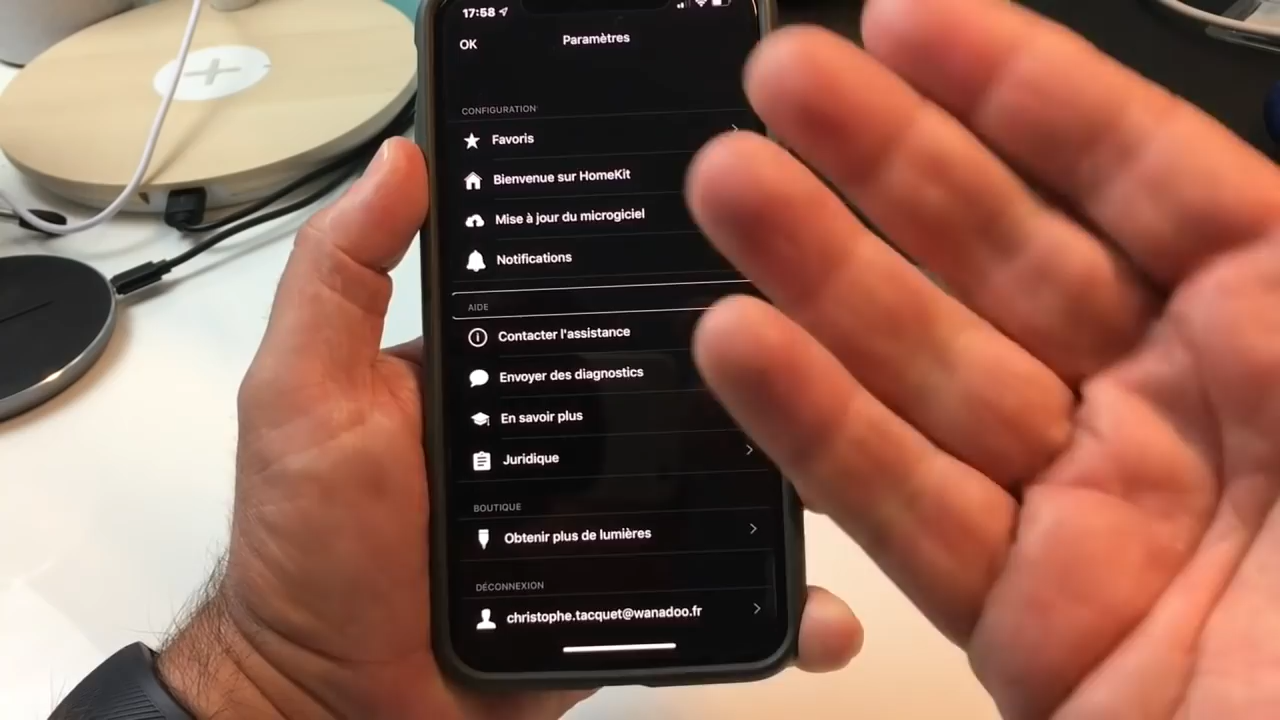 17:58
OK
Paramètres
CONFIGURATION
Favoris
Bienvenue sur HomeKit
Mise à jour du microgiciel
Notifications
AIDE
Contacter l'assistance
Envoyer des diagnostics
En savoir plus
Juridique
BOUTIQUE
Obtenir plus de lumières
DÉCONNEXION
christophe.tacquet@wanadoo.fr